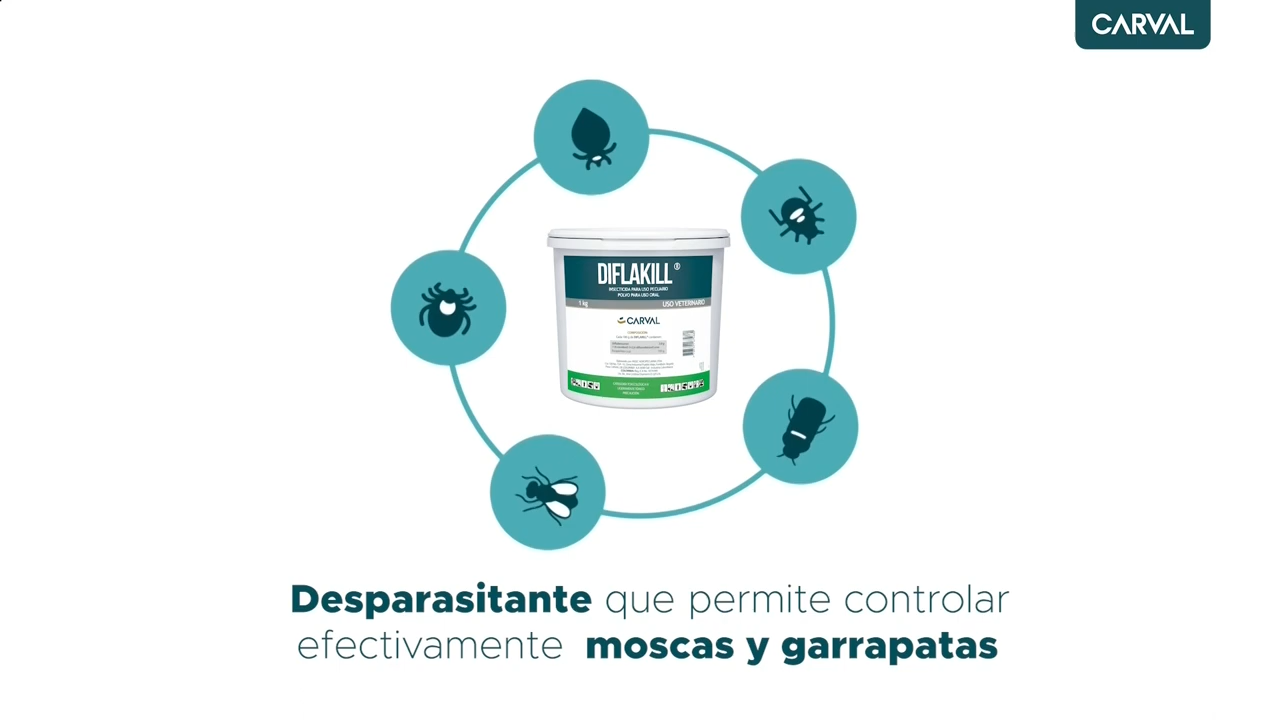 CARVAL
DIFLAKILL®
INSECTICIDA PARA USO PECUARIO
POLVO PARA USO ORAL
1 kg USO VETERINARIO
CARVAL
Desparasitante que permite controlar
efectivamente moscas y garrapatas